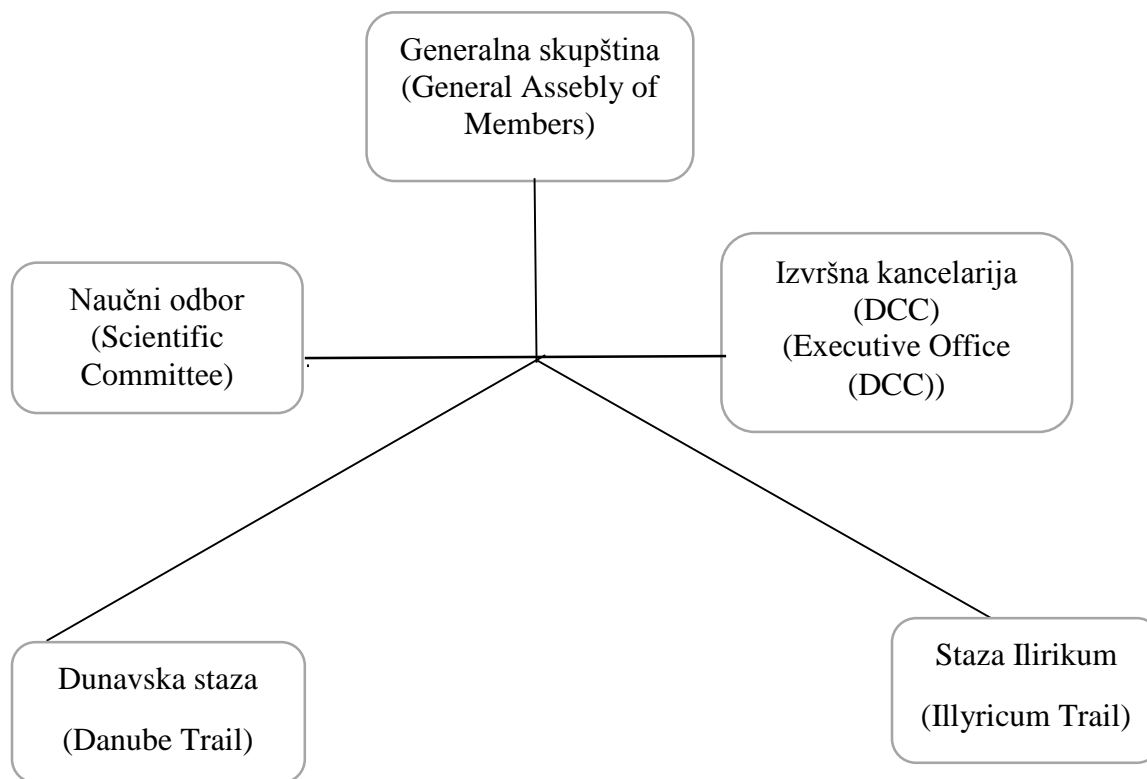 Generalna skupština
(General Assebly of
Members)
Naučni odbor
(Scientific
Committee)
Izvršna kancelarija
(DCC)
(Executive Office
(DCC))
Dunavska staza
(Danube Trail)
Staza Ilirikum
(Illyricum Trail)